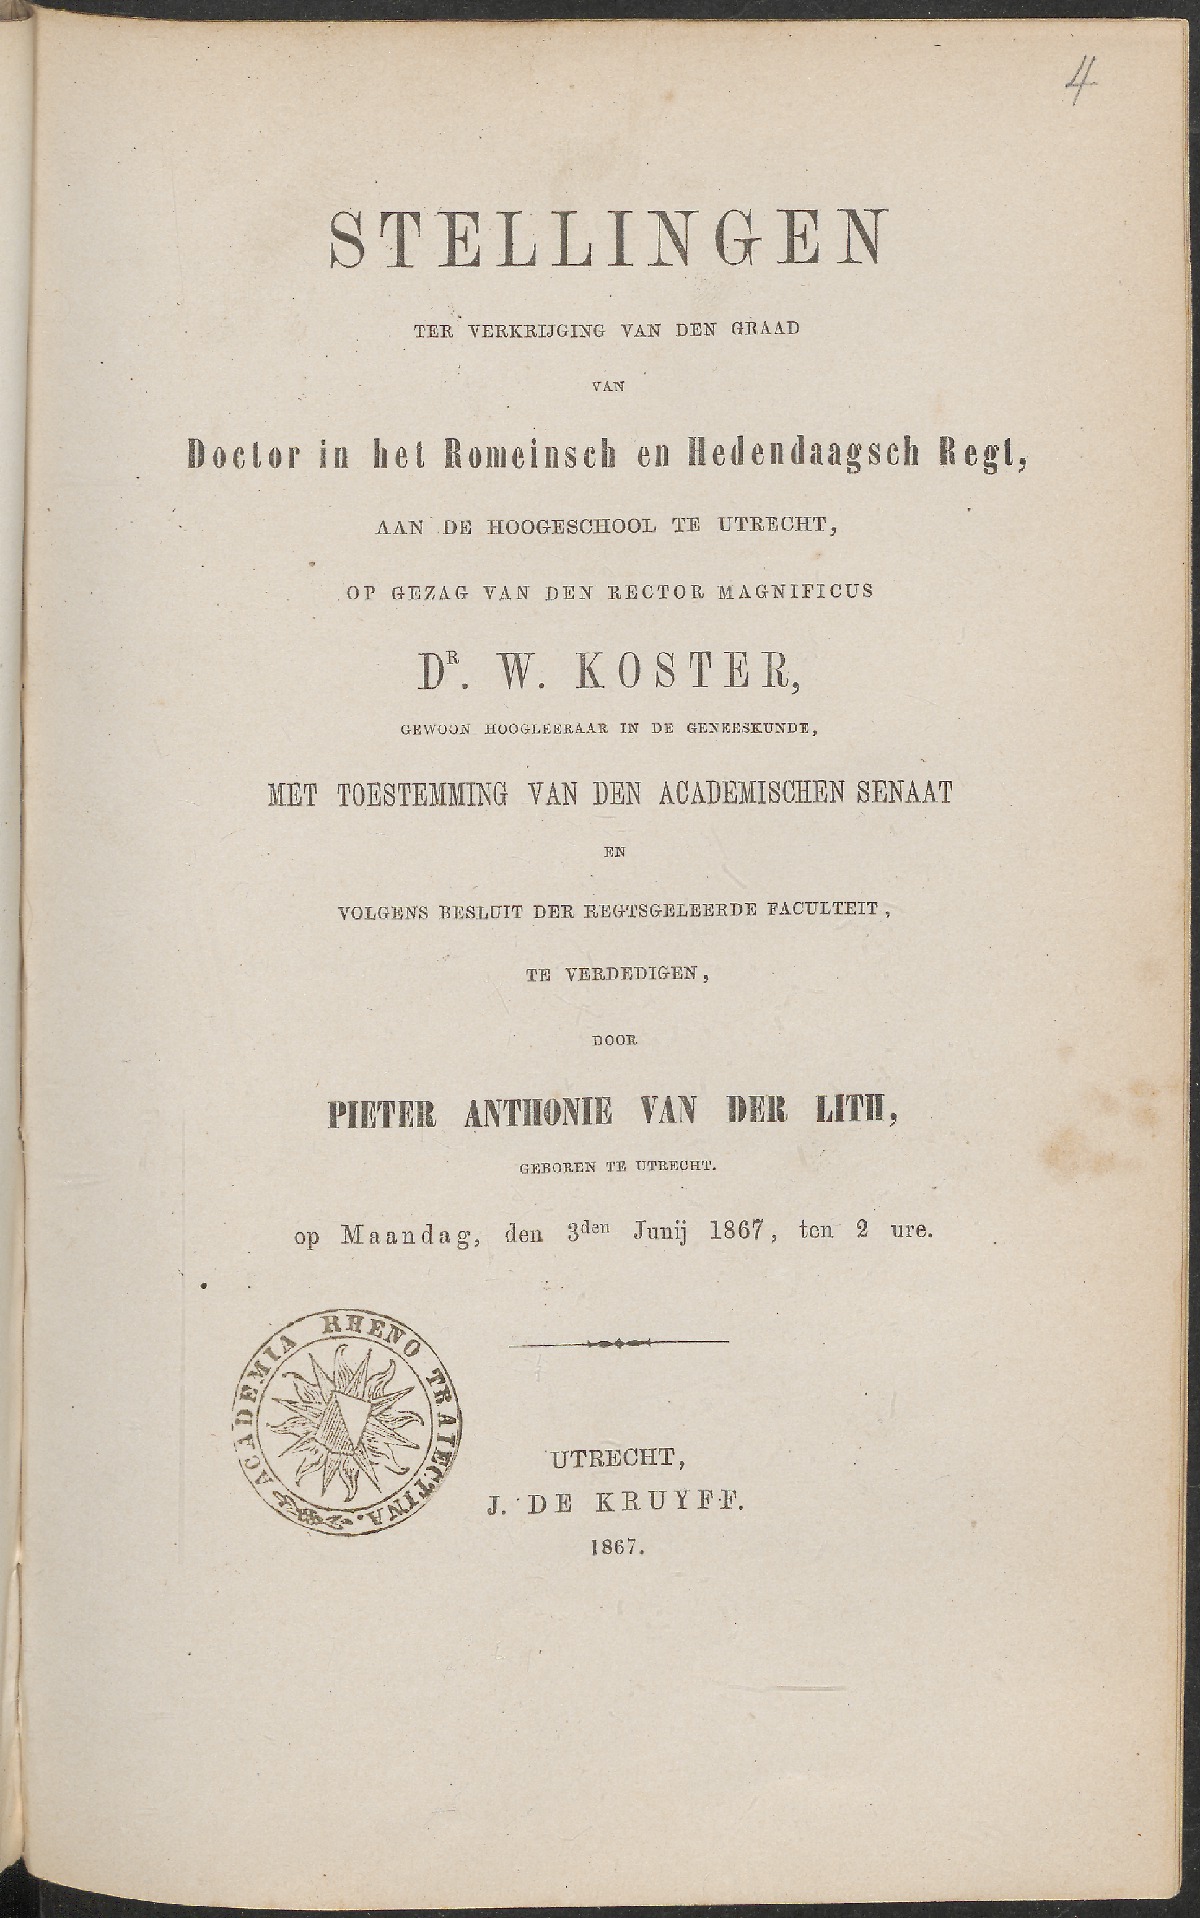 4
STELLINGEN
TER VERKRIJGING VAN DEN GRAAD
VAN
Doctor in het Romeinsch en Hedendaagsch Regt,
AAN DE HOOGESCHOOL TE UTRECHT,
OP GEZAG VAN DEN RECTOR MAGNIFICUS
DR. W. KOSTER,
GEWOON HOOGLEERAAR IN DE GENEESKUNDE,
MET TOESTEMMING VAN DEN ACADEMISCHEN SENAAT
EN
VOLGENS BESLUIT DER REGTSGELEERDE FACULTEIT,
TE VERDEDIGEN,
DOOR
PIETER ANTHONIE VAN DER LITH,
GEBOREN TE UTRECHT.
op Maandag, den 3den Junij 1867, ten 2 ure.
ACADEMIA RHENO TRAIECTINA.
UTRECHT,
J. DE KRUYFF.
1867.